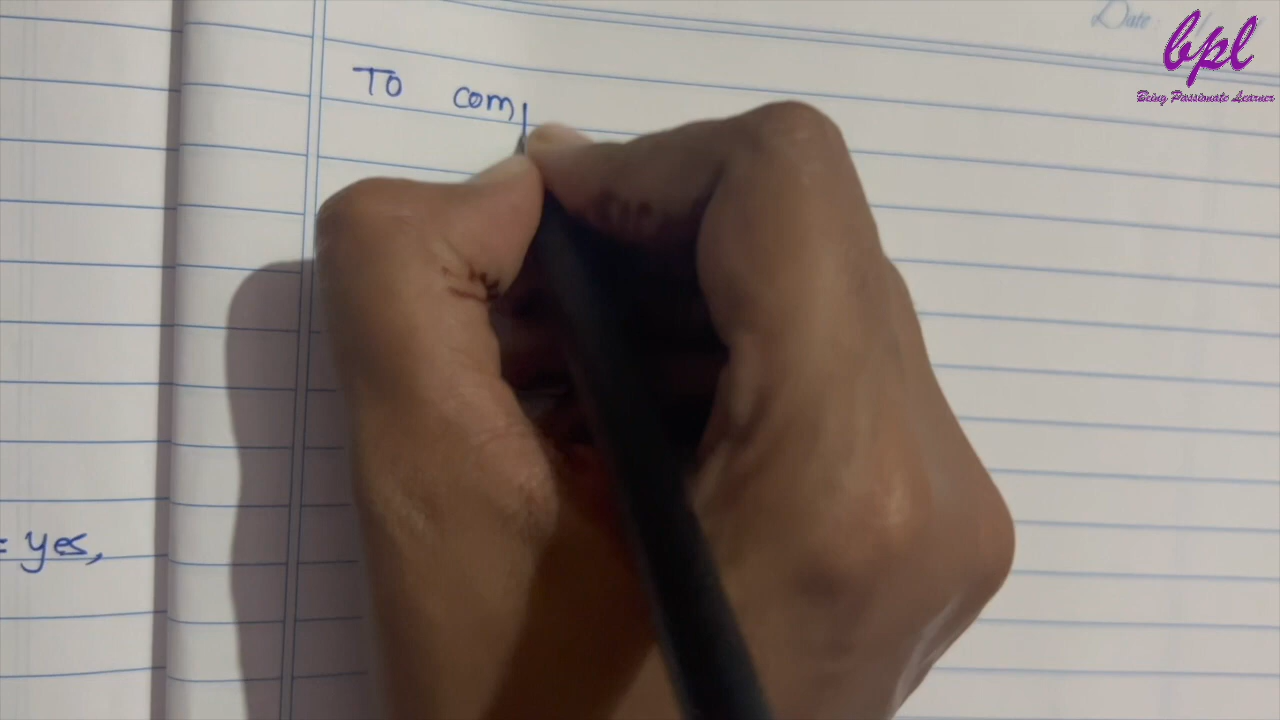 Date
bpl
Being Passionate Learner
TO com
= yes,